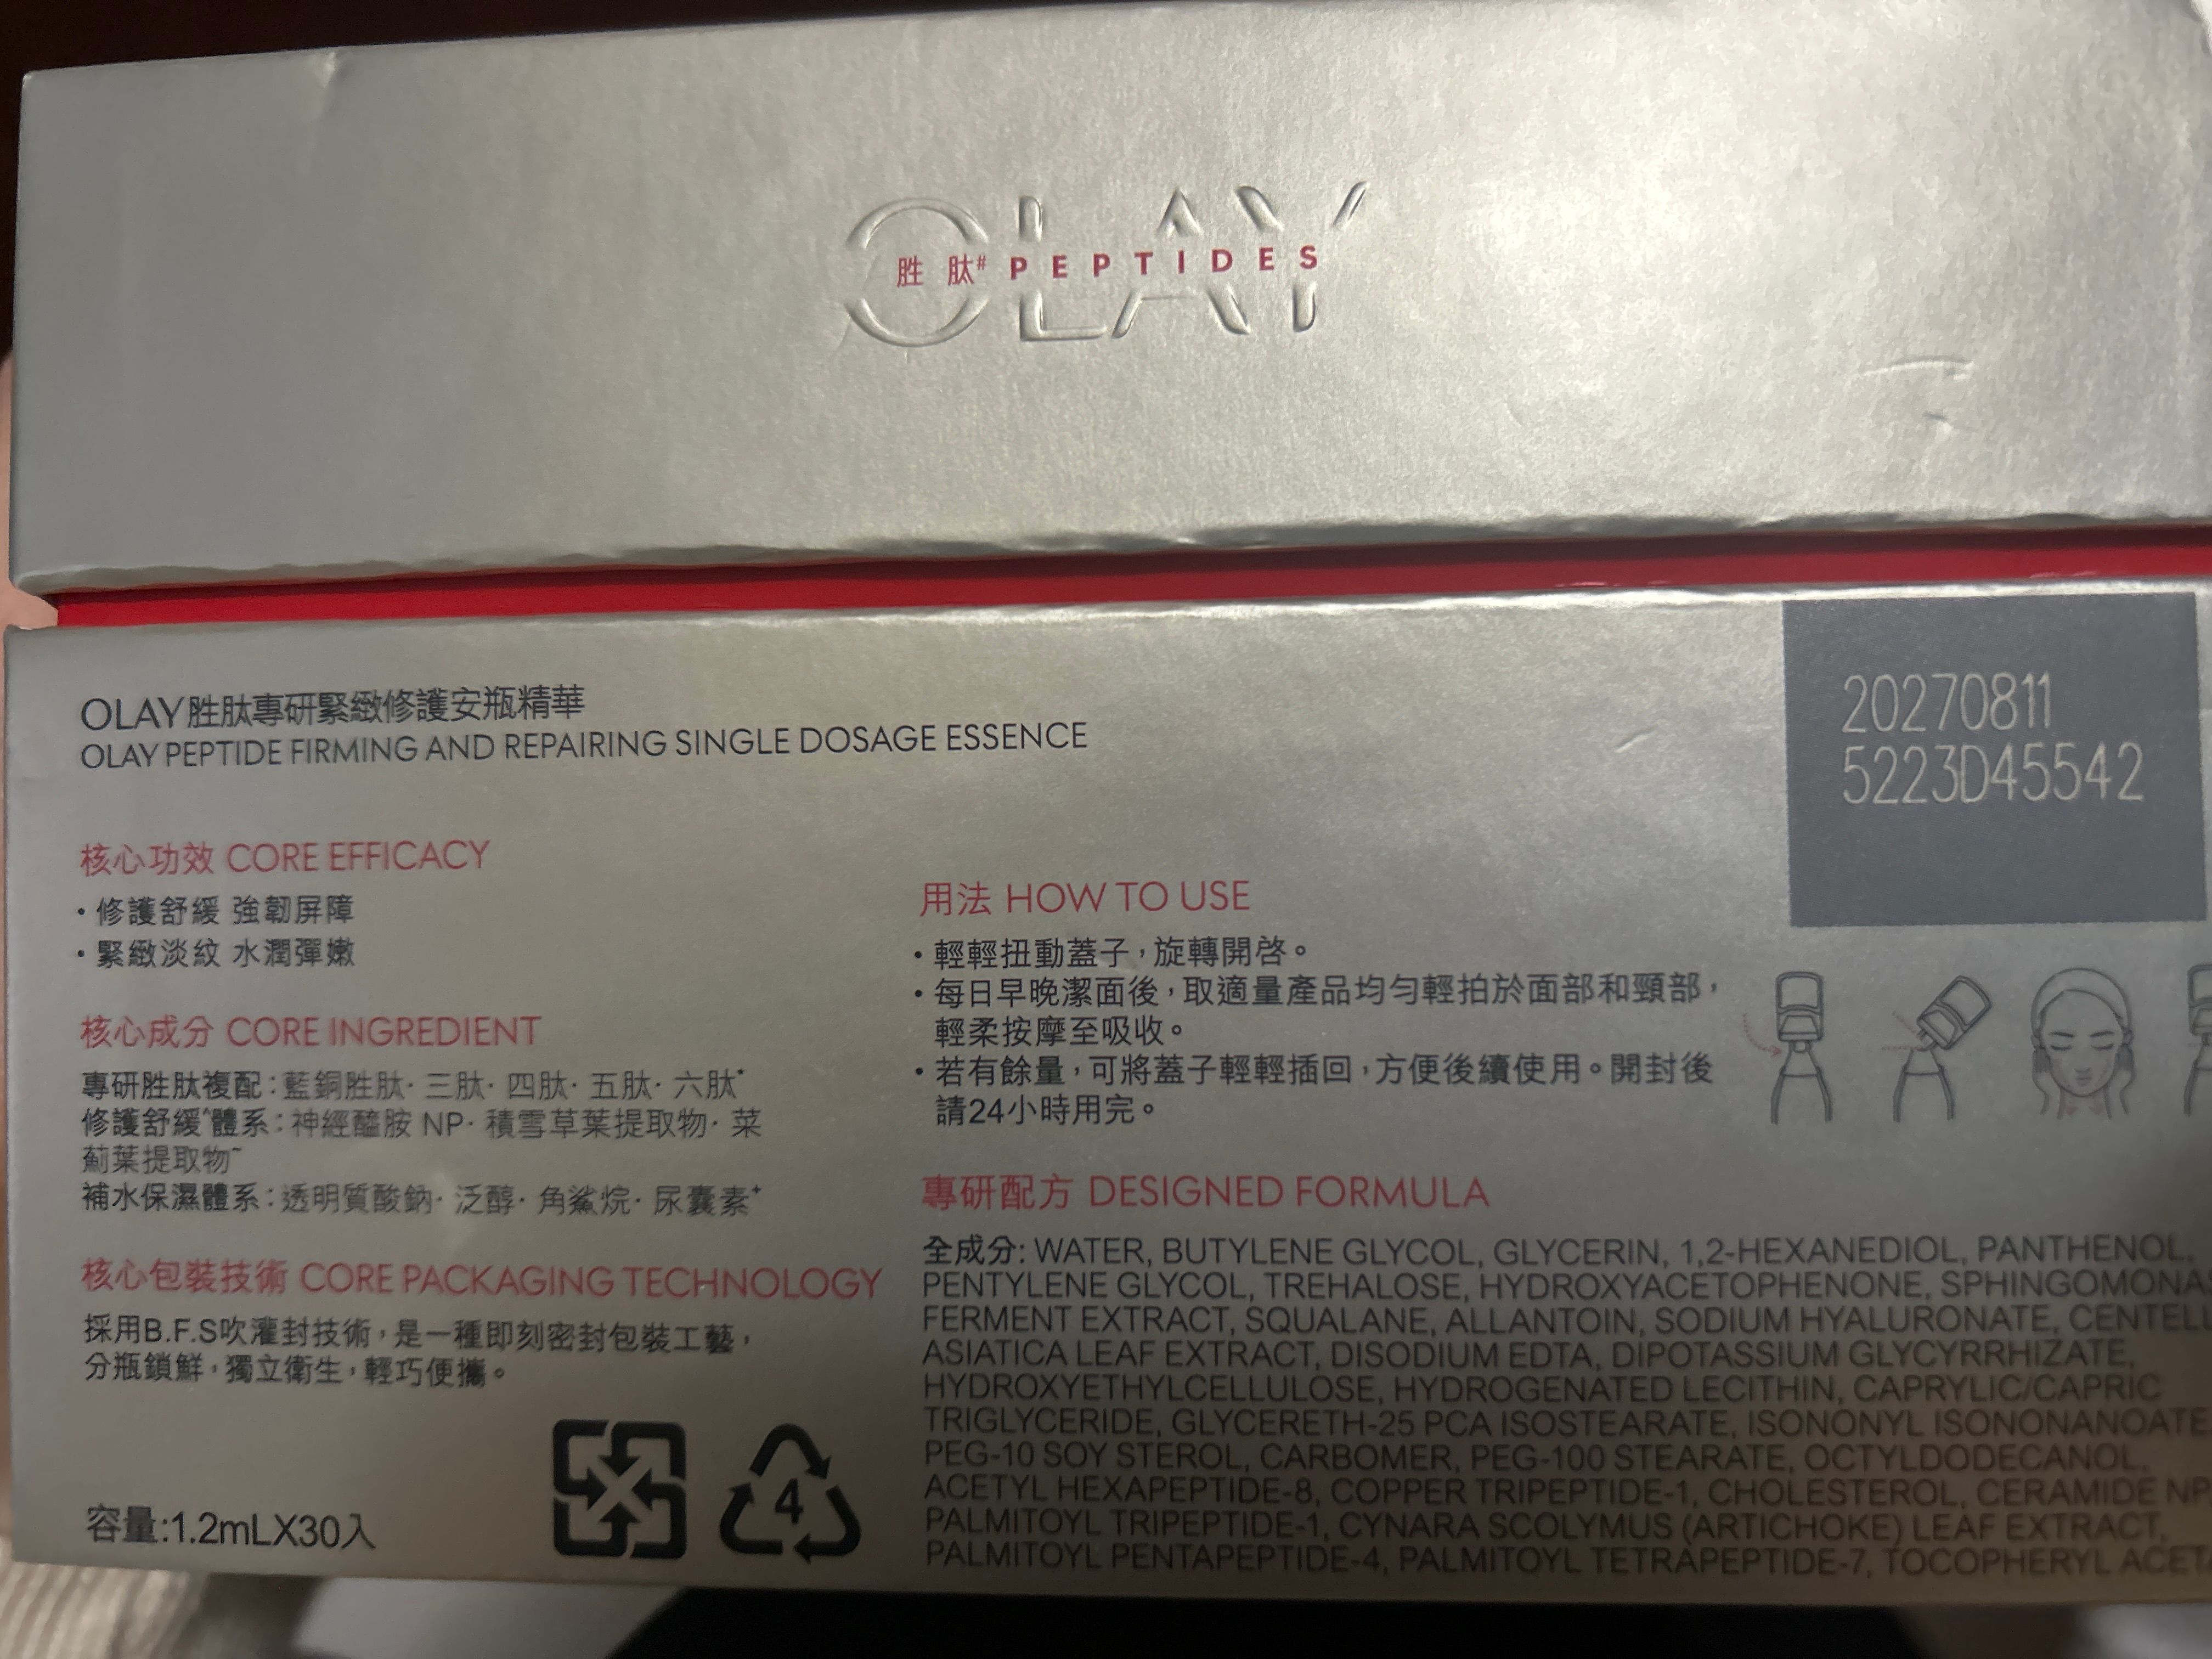 OLAY
胜肽# PEPTIDES
OLAY胜肽專研緊緻修護安瓶精華
OLAY PEPTIDE FIRMING AND REPAIRING SINGLE DOSAGE ESSENCE
20270811
5223D45542
核心功效 CORE EFFICACY
・修護舒緩 強韌屏障
・緊緻淡紋 水潤彈嫩
核心成分 CORE INGREDIENT
專研胜肽複配:藍銅胜肽· 三肽· 四肽· 五肽· 六肽*
修護舒緩^體系:神經醯胺 NP· 積雪草葉提取物· 菜
薊葉提取物~
補水保濕體系:透明質酸鈉· 泛醇· 角鯊烷· 尿囊素+
核心包裝技術 CORE PACKAGING TECHNOLOGY
採用B.F.S吹灌封技術,是一種即刻密封包裝工藝,
分瓶鎖鮮,獨立衛生,輕巧便攜。
容量:1.2mLX30入
4
用法 HOW TO USE
・輕輕扭動蓋子,旋轉開啓。
・每日早晚潔面後,取適量產品均勻輕拍於面部和頸部,
輕柔按摩至吸收。
・若有餘量,可將蓋子輕輕插回,方便後續使用。開封後
請24小時用完。
專研配方 DESIGNED FORMULA
全成分: WATER, BUTYLENE GLYCOL, GLYCERIN, 1,2-HEXANEDIOL, PANTHENOL,
PENTYLENE GLYCOL, TREHALOSE, HYDROXYACETOPHENONE, SPHINGOMONAS
FERMENT EXTRACT, SQUALANE, ALLANTOIN, SODIUM HYALURONATE, CENTELL
ASIATICA LEAF EXTRACT, DISODIUM EDTA, DIPOTASSIUM GLYCYRRHIZATE,
HYDROXYETHYLCELLULOSE, HYDROGENATED LECITHIN, CAPRYLIC/CAPRIC
TRIGLYCERIDE, GLYCERETH-25 PCA ISOSTEARATE, ISONONYL ISONONANOATE,
PEG-10 SOY STEROL, CARBOMER, PEG-100 STEARATE, OCTYLDODECANOL,
ACETYL HEXAPEPTIDE-8, COPPER TRIPEPTIDE-1, CHOLESTEROL, CERAMIDE NP,
PALMITOYL TRIPEPTIDE-1, CYNARA SCOLYMUS (ARTICHOKE) LEAF EXTRACT,
PALMITOYL PENTAPEPTIDE-4, PALMITOYL TETRAPEPTIDE-7, TOCOPHERYL ACET